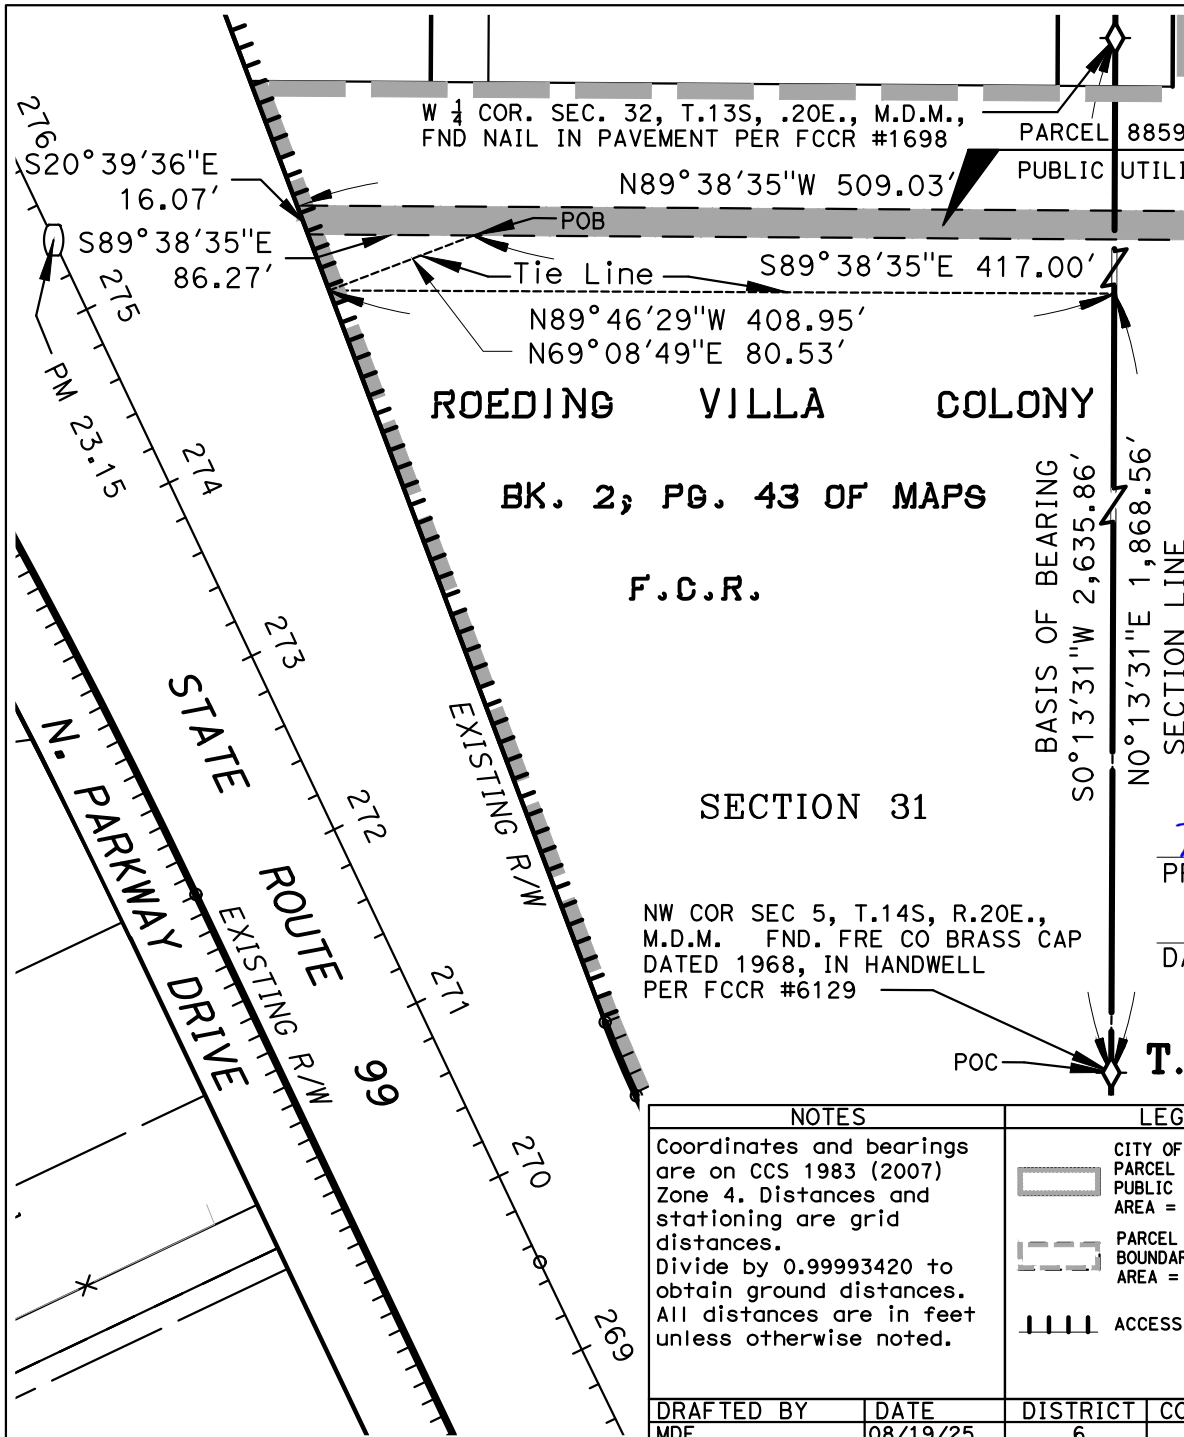 W 1/4 COR. SEC. 32, T.13S, .20E., M.D.M.,
FND NAIL IN PAVEMENT PER FCCR #1698
PARCEL 8859
PUBLIC UTILI
276
S20°39'36"E
16.07'
N89°38'35"W 509.03'
POB
S89°38'35"E
86.27'
Tie Line
S89°38'35"E 417.00'
275
N89°46'29"W 408.95'
N69°08'49"E 80.53'
PM 23.15
ROEDING VILLA COLONY
274
BK. 2; PG. 43 OF MAPS
BASIS OF BEARING
S0°13'31"W 2,635.86'
N0°13'31"E 1,868.56'
SECTION LINE
F.C.R.
273
STATE ROUTE 99
N. PARKWAY DRIVE
EXISTING R/W
272
SECTION 31
EXISTING R/W
NW COR SEC 5, T.14S, R.20E.,
M.D.M. FND. FRE CO BRASS CAP
DATED 1968, IN HANDWELL
PER FCCR #6129
271
POC
T.
270
269
NOTES
Coordinates and bearings
are on CCS 1983 (2007)
Zone 4. Distances and
stationing are grid
distances.
Divide by 0.99993420 to
obtain ground distances.
All distances are in feet
unless otherwise noted.
LEG
CITY OF
PARCEL
PUBLIC
AREA =
PARCEL
BOUNDAR
AREA =
ACCESS
DRAFTED BY
DATE
DISTRICT
CO
MDF
08/19/25
6